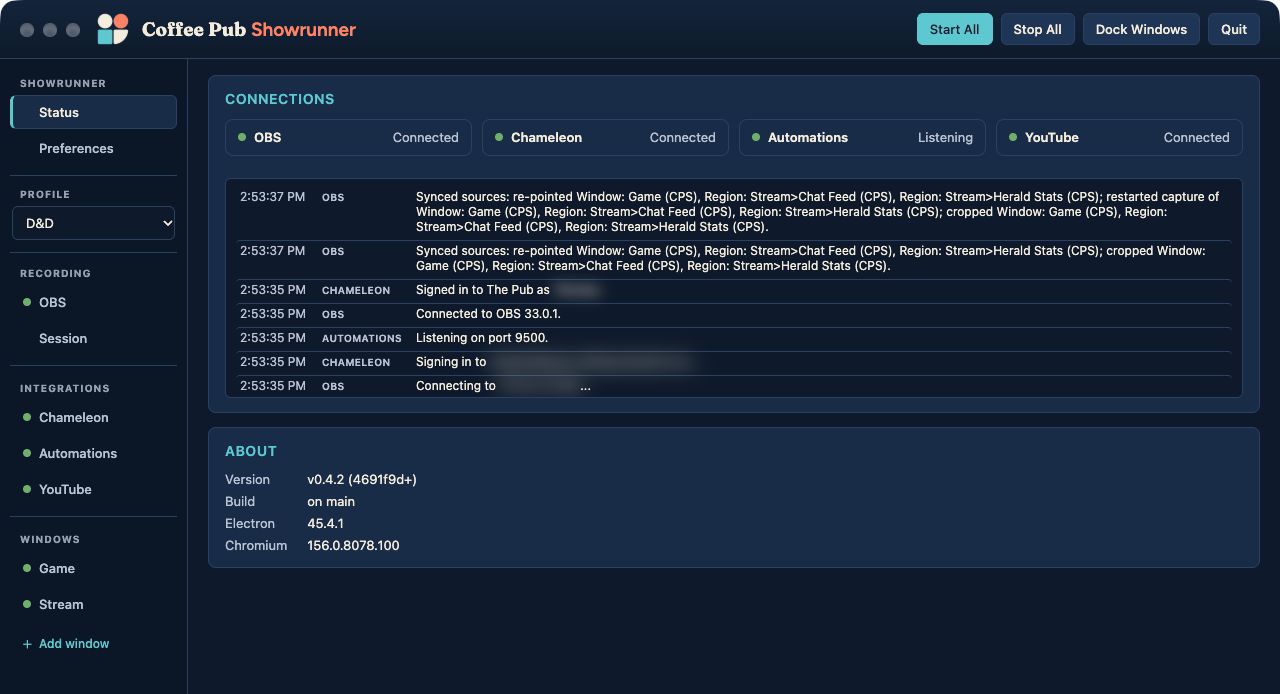 Coffee Pub Showrunner
Start All
Stop All
Dock Windows
Quit
SHOWRUNNER
Status
Preferences
PROFILE
D&D
RECORDING
OBS
Session
INTEGRATIONS
Chameleon
Automations
YouTube
WINDOWS
Game
Stream
+ Add window
CONNECTIONS
OBS Connected
Chameleon Connected
Automations Listening
YouTube Connected
2:53:37 PM OBS Synced sources: re-pointed Window: Game (CPS), Region: Stream>Chat Feed (CPS), Region: Stream>Herald Stats (CPS); restarted capture of
Window: Game (CPS), Region: Stream>Chat Feed (CPS), Region: Stream>Herald Stats (CPS); cropped Window: Game (CPS), Region:
Stream>Chat Feed (CPS), Region: Stream>Herald Stats (CPS).
2:53:37 PM OBS Synced sources: re-pointed Window: Game (CPS), Region: Stream>Chat Feed (CPS), Region: Stream>Herald Stats (CPS); cropped Window:
Game (CPS), Region: Stream>Chat Feed (CPS), Region: Stream>Herald Stats (CPS).
2:53:35 PM CHAMELEON Signed in to The Pub as
2:53:35 PM OBS Connected to OBS 33.0.1.
2:53:35 PM AUTOMATIONS Listening on port 9500.
2:53:35 PM CHAMELEON Signing in to
2:53:35 PM OBS Connecting to ...
ABOUT
Version v0.4.2 (4691f9d+)
Build on main
Electron 45.4.1
Chromium 156.0.8078.100